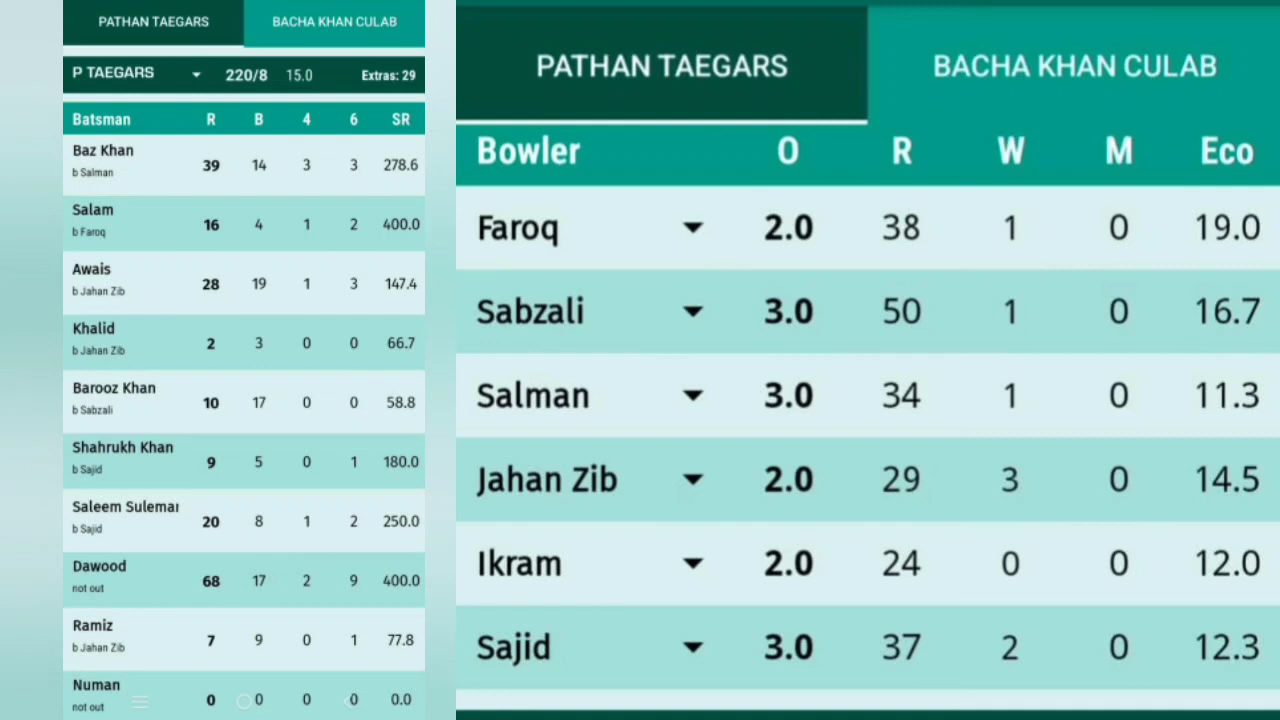 PATHAN TAEGARS BACHA KHAN CULAB
P TAEGARS 220/8 15.0 Extras: 29
Batsman R B 4 6 SR
Baz Khan 39 14 3 3 278.6
b Salman
Salam 16 4 1 2 400.0
b Faroq
Awais 28 19 1 3 147.4
b Jahan Zib
Khalid 2 3 0 0 66.7
b Jahan Zib
Barooz Khan 10 17 0 0 58.8
b Sabzali
Shahrukh Khan 9 5 0 1 180.0
b Sajid
Saleem Suleman 20 8 1 2 250.0
b Sajid
Dawood 68 17 2 9 400.0
not out
Ramiz 7 9 0 1 77.8
b Jahan Zib
Numan 0 0 0 0 0.0
not out
PATHAN TAEGARS BACHA KHAN CULAB
Bowler O R W M Eco
Faroq 2.0 38 1 0 19.0
Sabzali 3.0 50 1 0 16.7
Salman 3.0 34 1 0 11.3
Jahan Zib 2.0 29 3 0 14.5
Ikram 2.0 24 0 0 12.0
Sajid 3.0 37 2 0 12.3